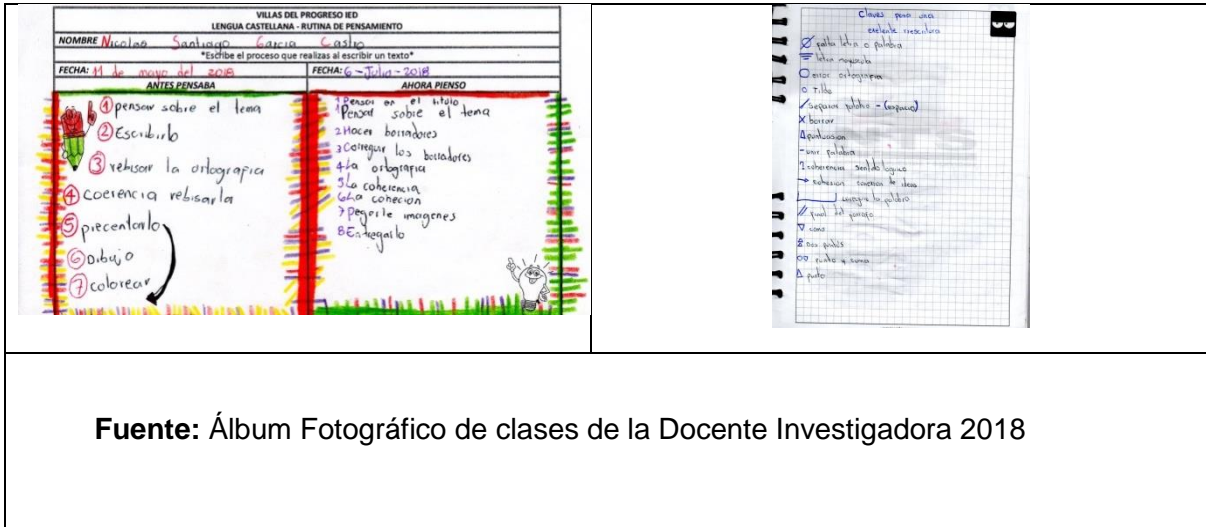 VILLAS DEL PROGRESO IED
LENGUA CASTELLANA - RUTINA DE PENSAMIENTO
NOMBRE Nicolas Santiago Garcia Castro
*Escribe el proceso que realizas al escribir un texto*
FECHA: 11 de mayo del 2018
FECHA: 6-Julio-2018
ANTES PENSABA
AHORA PIENSO
1 pensar sobre el tema
2 Escribirlo
3 rebisar la ortografia
4 coerencia rebisarla
5 precentarlo
6 Dibujo
7 colorear
1 Pensar en el titulo
1 Pensar sobre el tema
2 Hacer borradores
3 Corregir los borradores
4 La ortografia
5 La coherencia
6 La cohecion
7 Pegarle imagenes
8 Entregarlo
Claves para una
exelente rescritura
falta letra o palabra
letra mayuscula
error ortografia
Tilde
separar palabra - (espacio)
borrar
puntuacion
unir palabra
coherencia sentido logico
cohesion conexion de ideas
corregir la palabra
final del parrafo
coma
dos puntos
punto y coma
punto
Fuente: Álbum Fotográfico de clases de la Docente Investigadora 2018